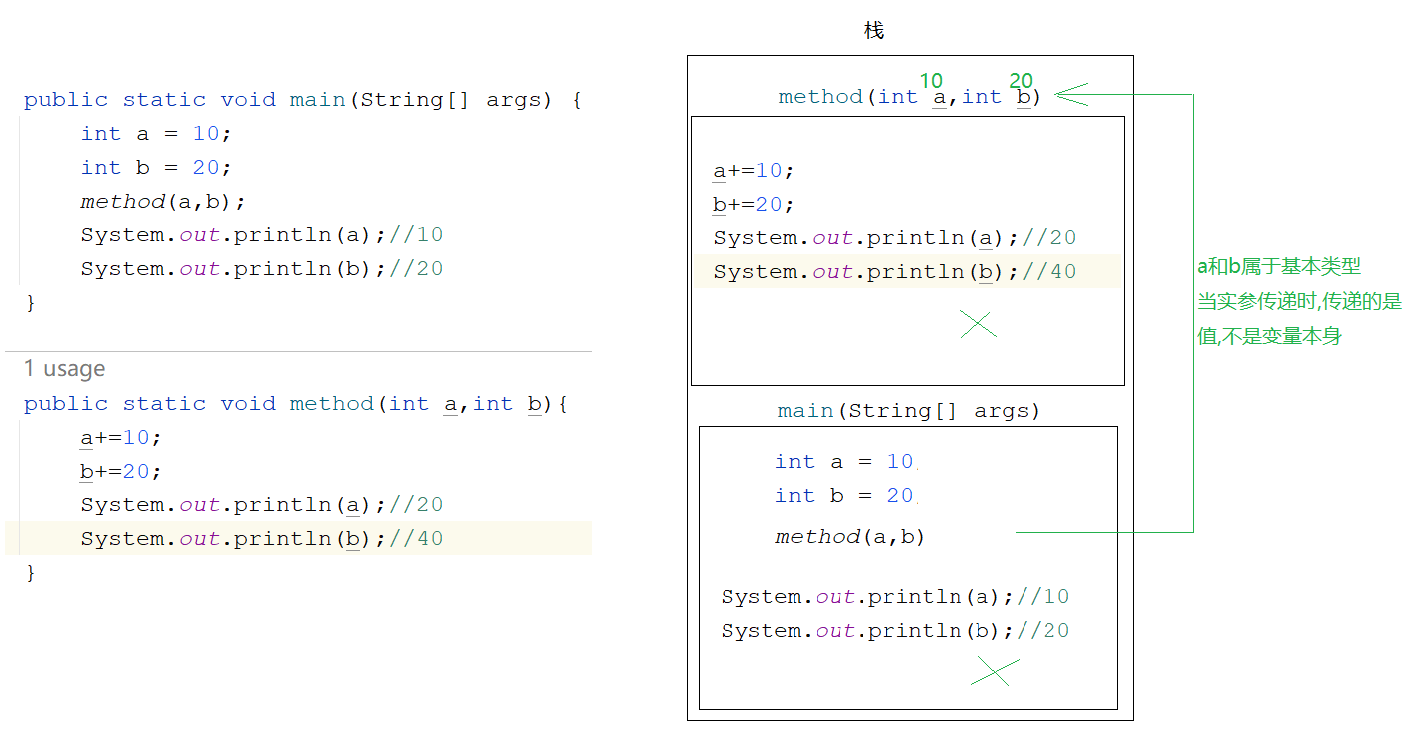 public static void main(String[] args) {
int a = 10;
int b = 20;
method(a,b);
System.out.println(a);//10
System.out.println(b);//20
}
1 usage
public static void method(int a,int b){
a+=10;
b+=20;
System.out.println(a);//20
System.out.println(b);//40
}
栈
10 20
method(int a,int b)
a+=10;
b+=20;
System.out.println(a);//20
System.out.println(b);//40
main(String[] args)
int a = 10
int b = 20
method(a,b)
System.out.println(a);//10
System.out.println(b);//20
a和b属于基本类型
当实参传递时,传递的是
值,不是变量本身